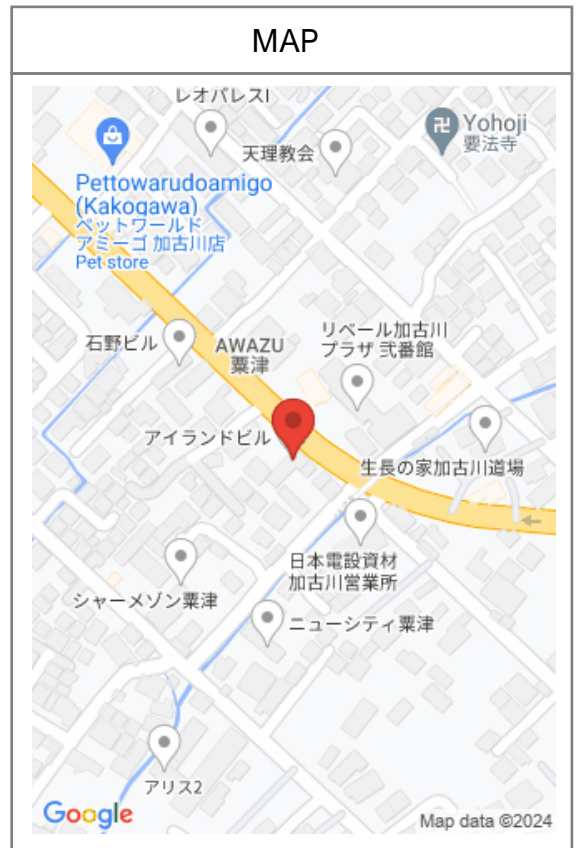 MAP
レオパレスI
天理教会
Yohoji
要法寺
Pettowarudoamigo
(Kakogawa)
ペットワールド
アミーゴ 加古川店
Pet store
石野ビル
AWAZU
粟津
リベール加古川
プラザ 弐番館
アイランドビル
生長の家加古川道場
日本電設資材
加古川営業所
シャーメゾン粟津
ニューシティ粟津
アリス2
Google
Map data ©2024